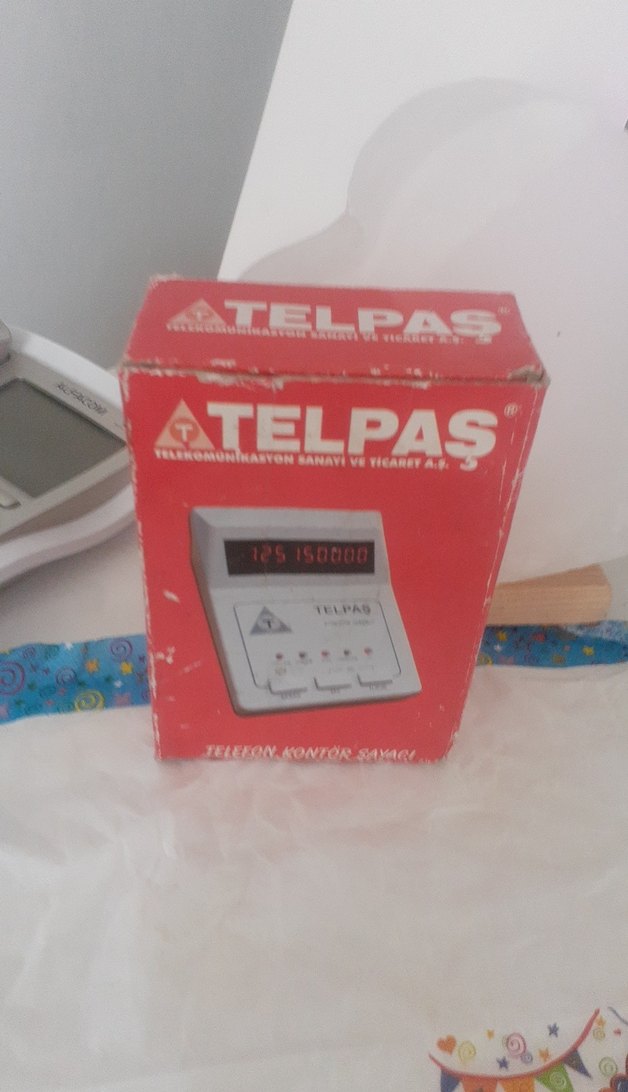 TELPAŞ ®
TELEKOMÜNİKASYON SANAYİ VE TİCARET A.Ş.
T
TELPAŞ ®
TELEKOMÜNİKASYON SANAYİ VE TİCARET A.Ş.
T
125 150000
TELPAŞ
T
TELEFON KONTÖR SAYACI